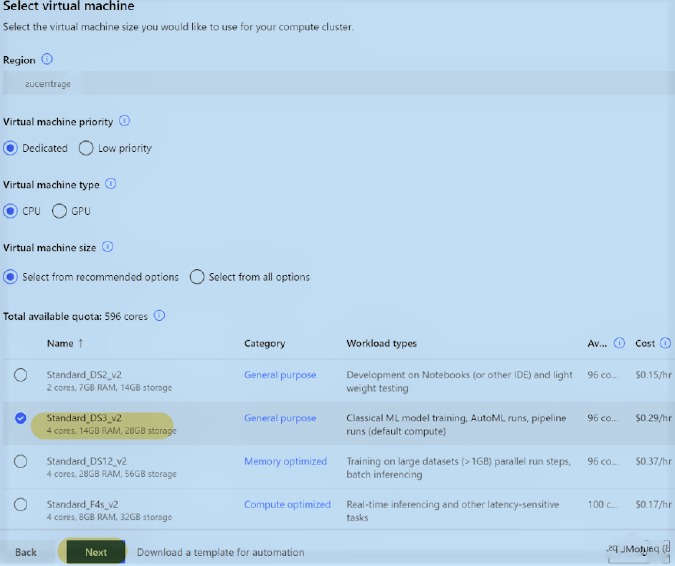 Select virtual machine
Select the virtual machine size you would like to use for your compute cluster.
Region
zucentrage
Virtual machine priority
Dedicated Low priority
Virtual machine type
CPU GPU
Virtual machine size
Select from recommended options Select from all options
Total available quota: 596 cores
Name ↑ Category Workload types Av... Cost
Standard_DS2_v2 General purpose Development on Notebooks (or other IDE) and light 96 co... $0.15/hr
2 cores, 7GB RAM, 14GB storage weight testing
Standard_DS3_v2 General purpose Classical ML model training, AutoML runs, pipeline 96 co... $0.29/hr
4 cores, 14GB RAM, 28GB storage runs (default compute)
Standard_DS12_v2 Memory optimized Training on large datasets (>1GB) parallel run steps, 96 co... $0.37/hr
4 cores, 28GB RAM, 56GB storage batch inferencing
Standard_F4s_v2 Compute optimized Real-time inferencing and other latency-sensitive 100 c... $0.17/hr
4 cores, 8GB RAM, 32GB storage tasks
Back Next Download a template for automation